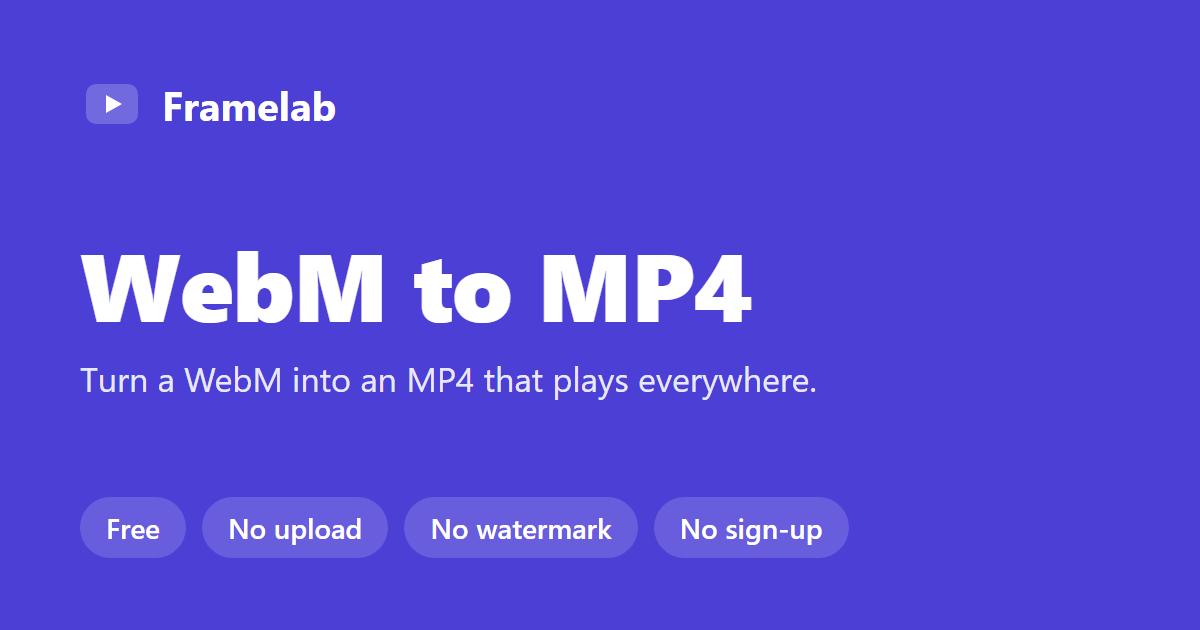 Framelab
WebM to MP4
Turn a WebM into an MP4 that plays everywhere.
Free No upload No watermark No sign-up